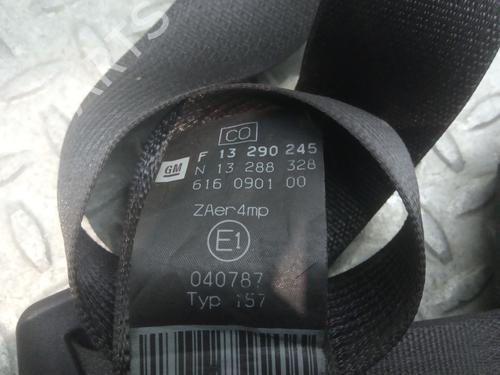 CO
F 13 290 245
GM N 13 288 328
616 0901 00
ZAer4mp
E1
040787
Typ 157